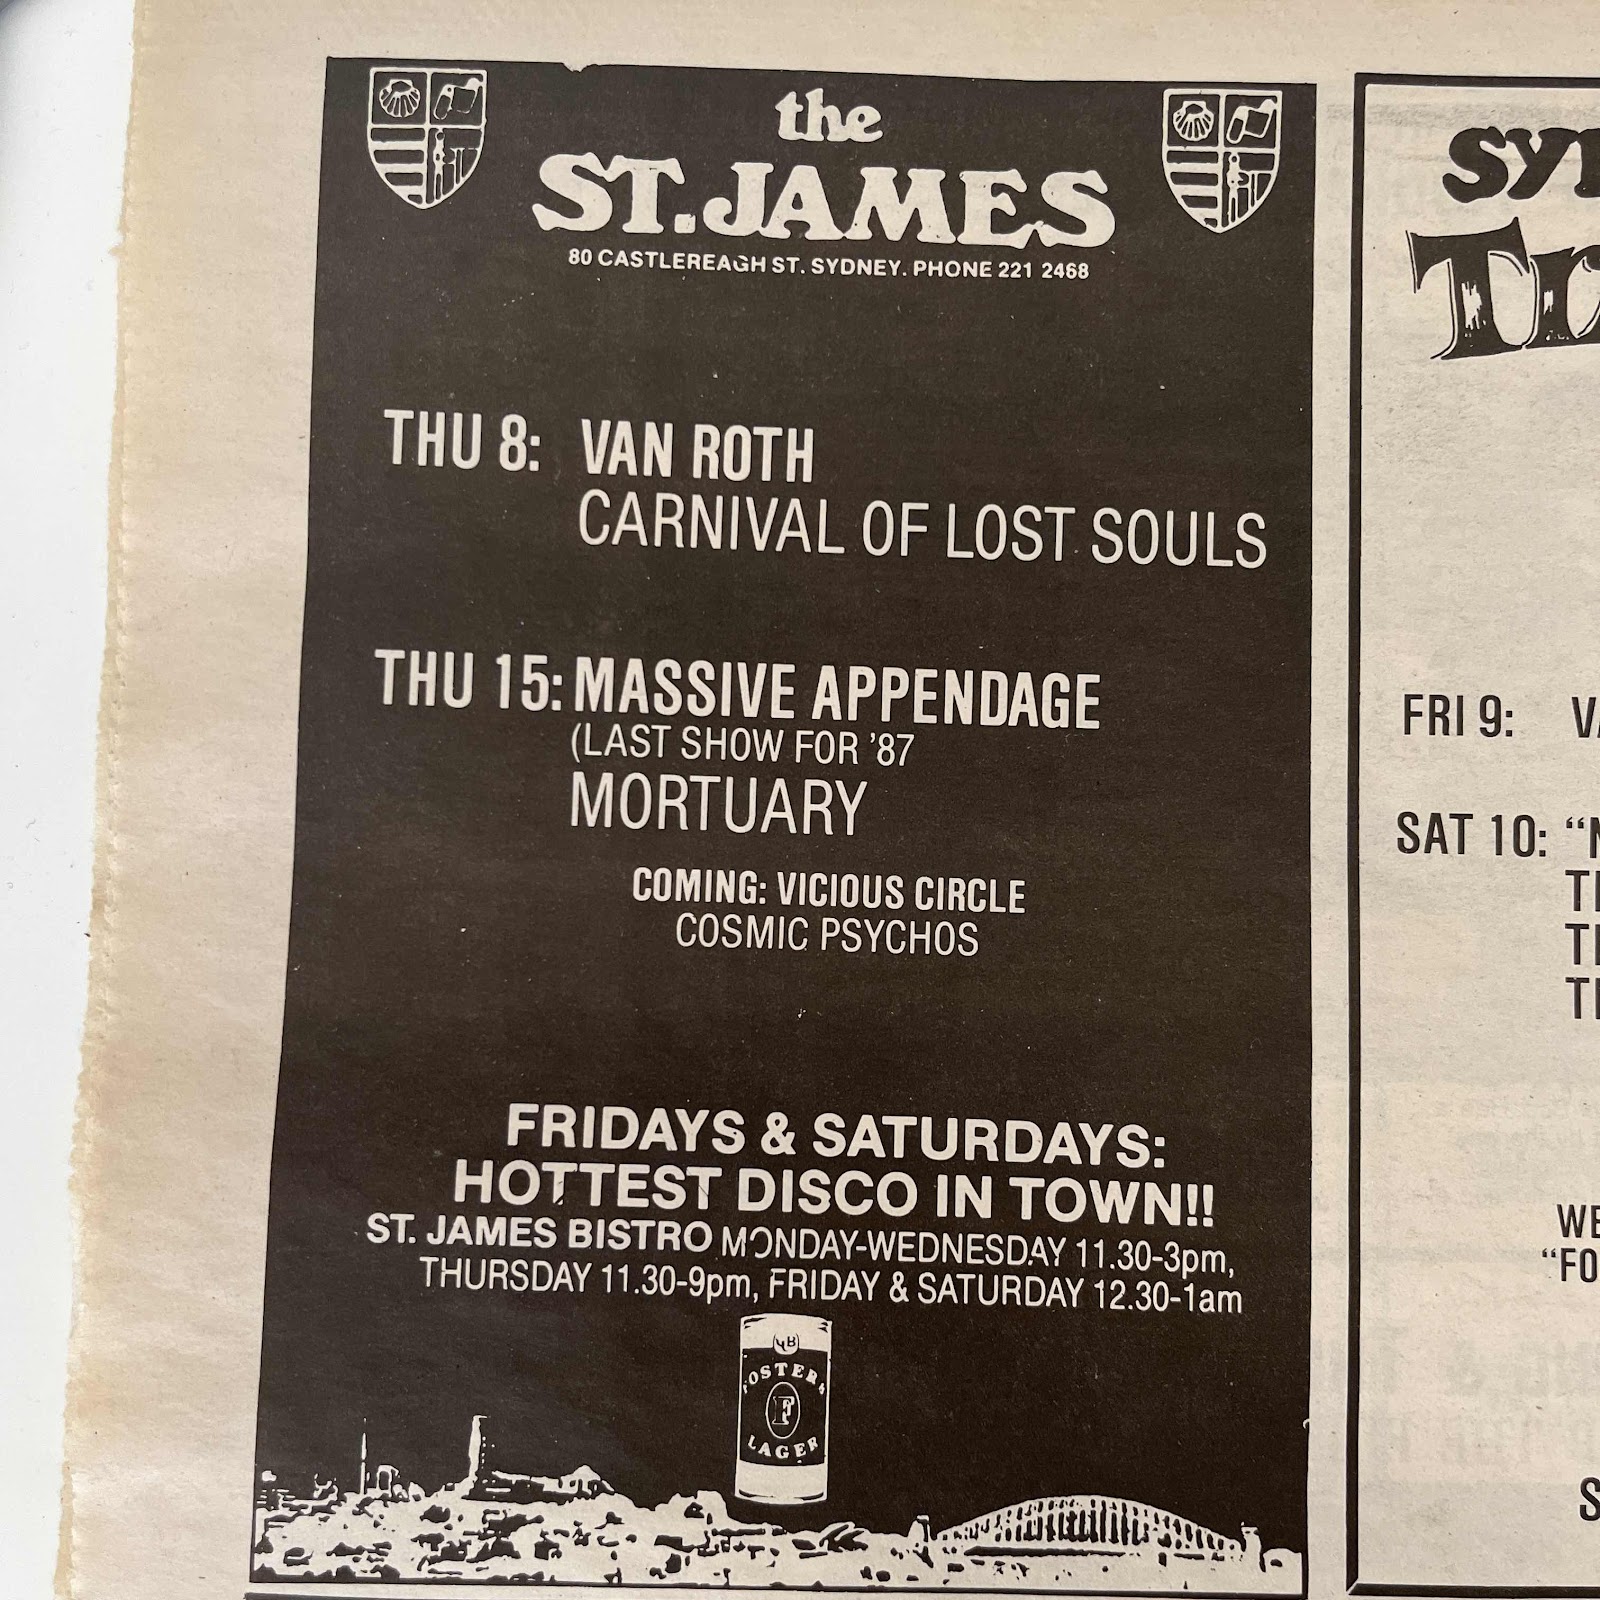 the
ST. JAMES
80 CASTLEREAGH ST. SYDNEY. PHONE 221 2468
THU 8: VAN ROTH
CARNIVAL OF LOST SOULS
THU 15: MASSIVE APPENDAGE
(LAST SHOW FOR '87
MORTUARY
COMING: VICIOUS CIRCLE
COSMIC PSYCHOS
FRIDAYS & SATURDAYS:
HOTTEST DISCO IN TOWN!!
ST. JAMES BISTRO MONDAY-WEDNESDAY 11.30-3pm,
THURSDAY 11.30-9pm, FRIDAY & SATURDAY 12.30-1am
FOSTERS
F
LAGER
FRI 9:
SAT 10: